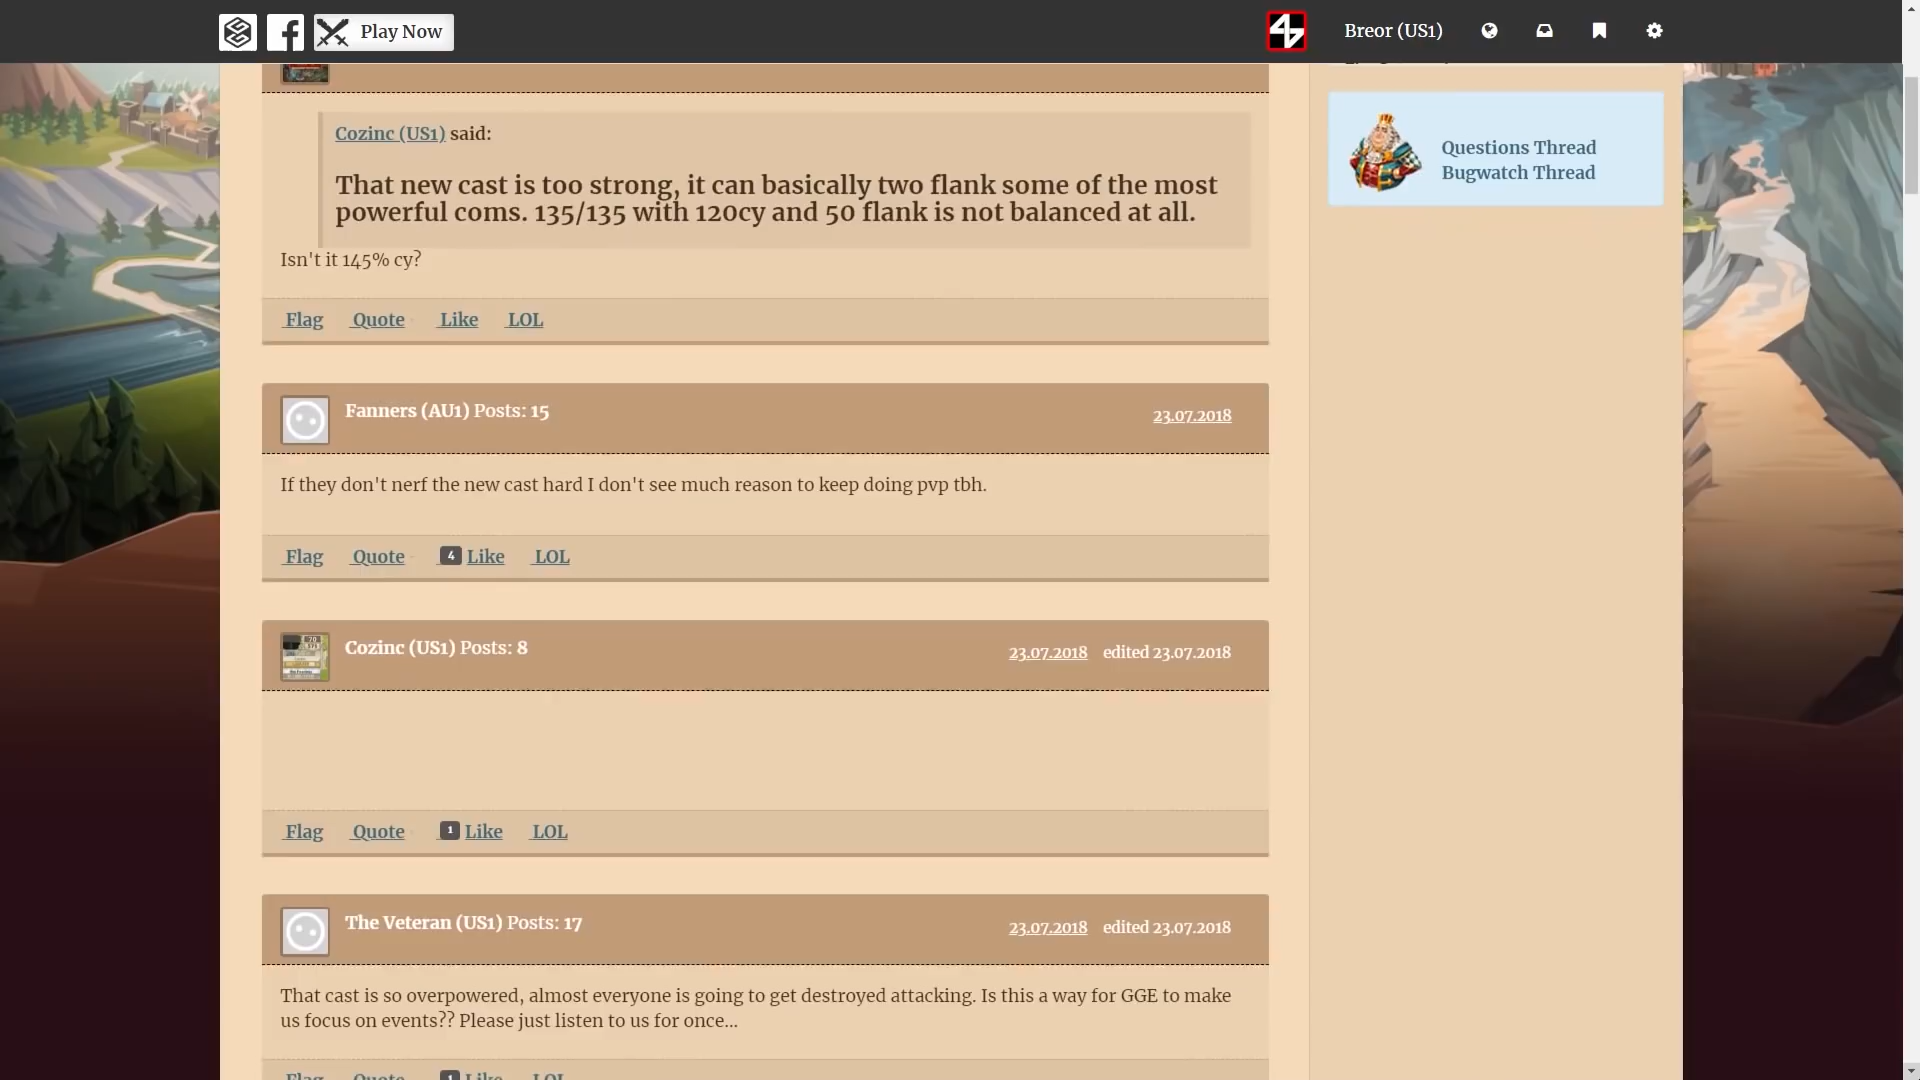 Play Now
Breor (US1)
Cozinc (US1) said:
That new cast is too strong, it can basically two flank some of the most
powerful coms. 135/135 with 120cy and 50 flank is not balanced at all.
Isn't it 145% cy?
Flag Quote Like LOL
Questions Thread
Bugwatch Thread
Fanners (AU1) Posts: 15
23.07.2018
If they don't nerf the new cast hard I don't see much reason to keep doing pvp tbh.
Flag Quote 4 Like LOL
Cozinc (US1) Posts: 8
23.07.2018 edited 23.07.2018
Flag Quote 1 Like LOL
The Veteran (US1) Posts: 17
23.07.2018 edited 23.07.2018
That cast is so overpowered, almost everyone is going to get destroyed attacking. Is this a way for GGE to make
us focus on events?? Please just listen to us for once...
Flag Quote 1 Like LOL